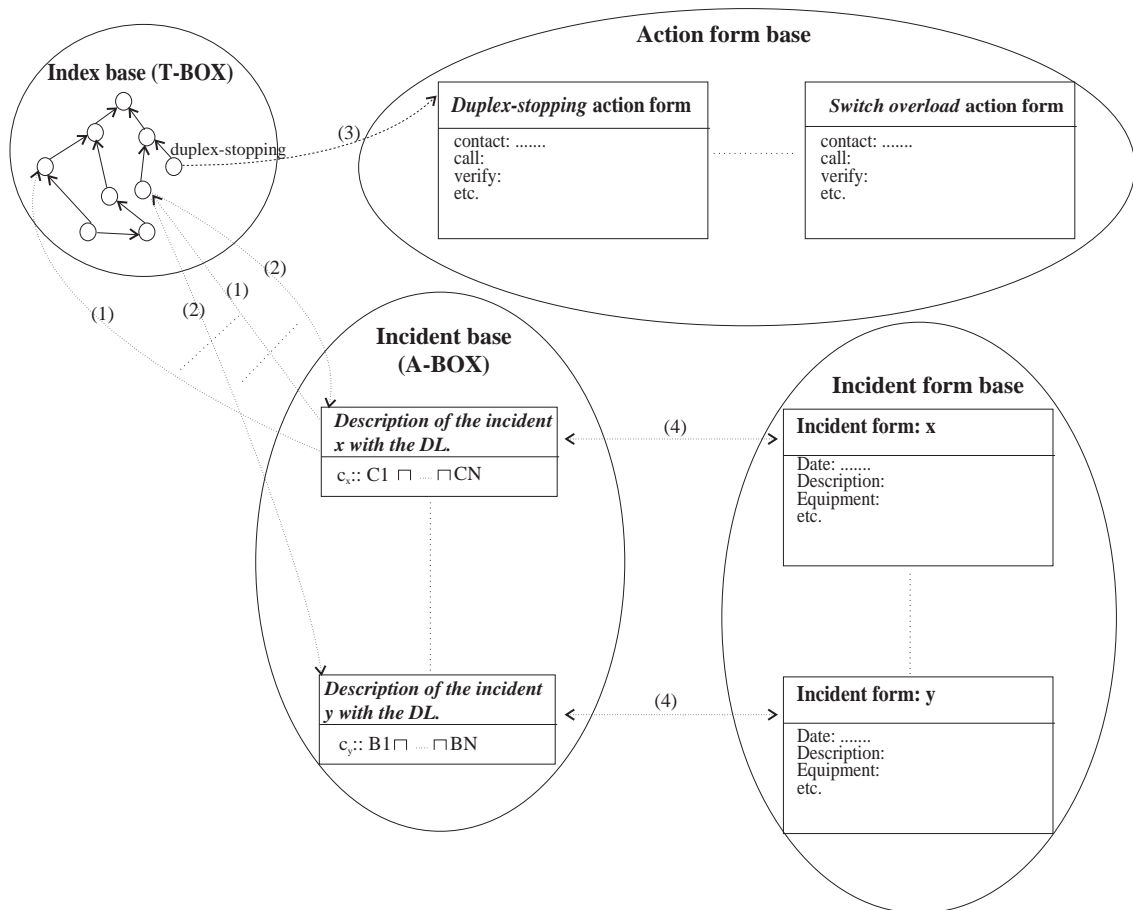 Index base (T-BOX)
duplex-stopping
(3)
Action form base
Duplex-stopping action form
contact: .......
call:
verify:
etc.
Switch overload action form
contact: .......
call:
verify:
etc.
(1)
(2)
(1)
(2)
Incident base
(A-BOX)
Description of the incident
x with the DL.
cₓ:: C1 ⊓ ..... ⊓ CN
(4)
Incident form base
Incident form: x
Date: .......
Description:
Equipment:
etc.
Description of the incident
y with the DL.
c_y:: B1 ⊓ ..... ⊓ BN
(4)
Incident form: y
Date: .......
Description:
Equipment:
etc.